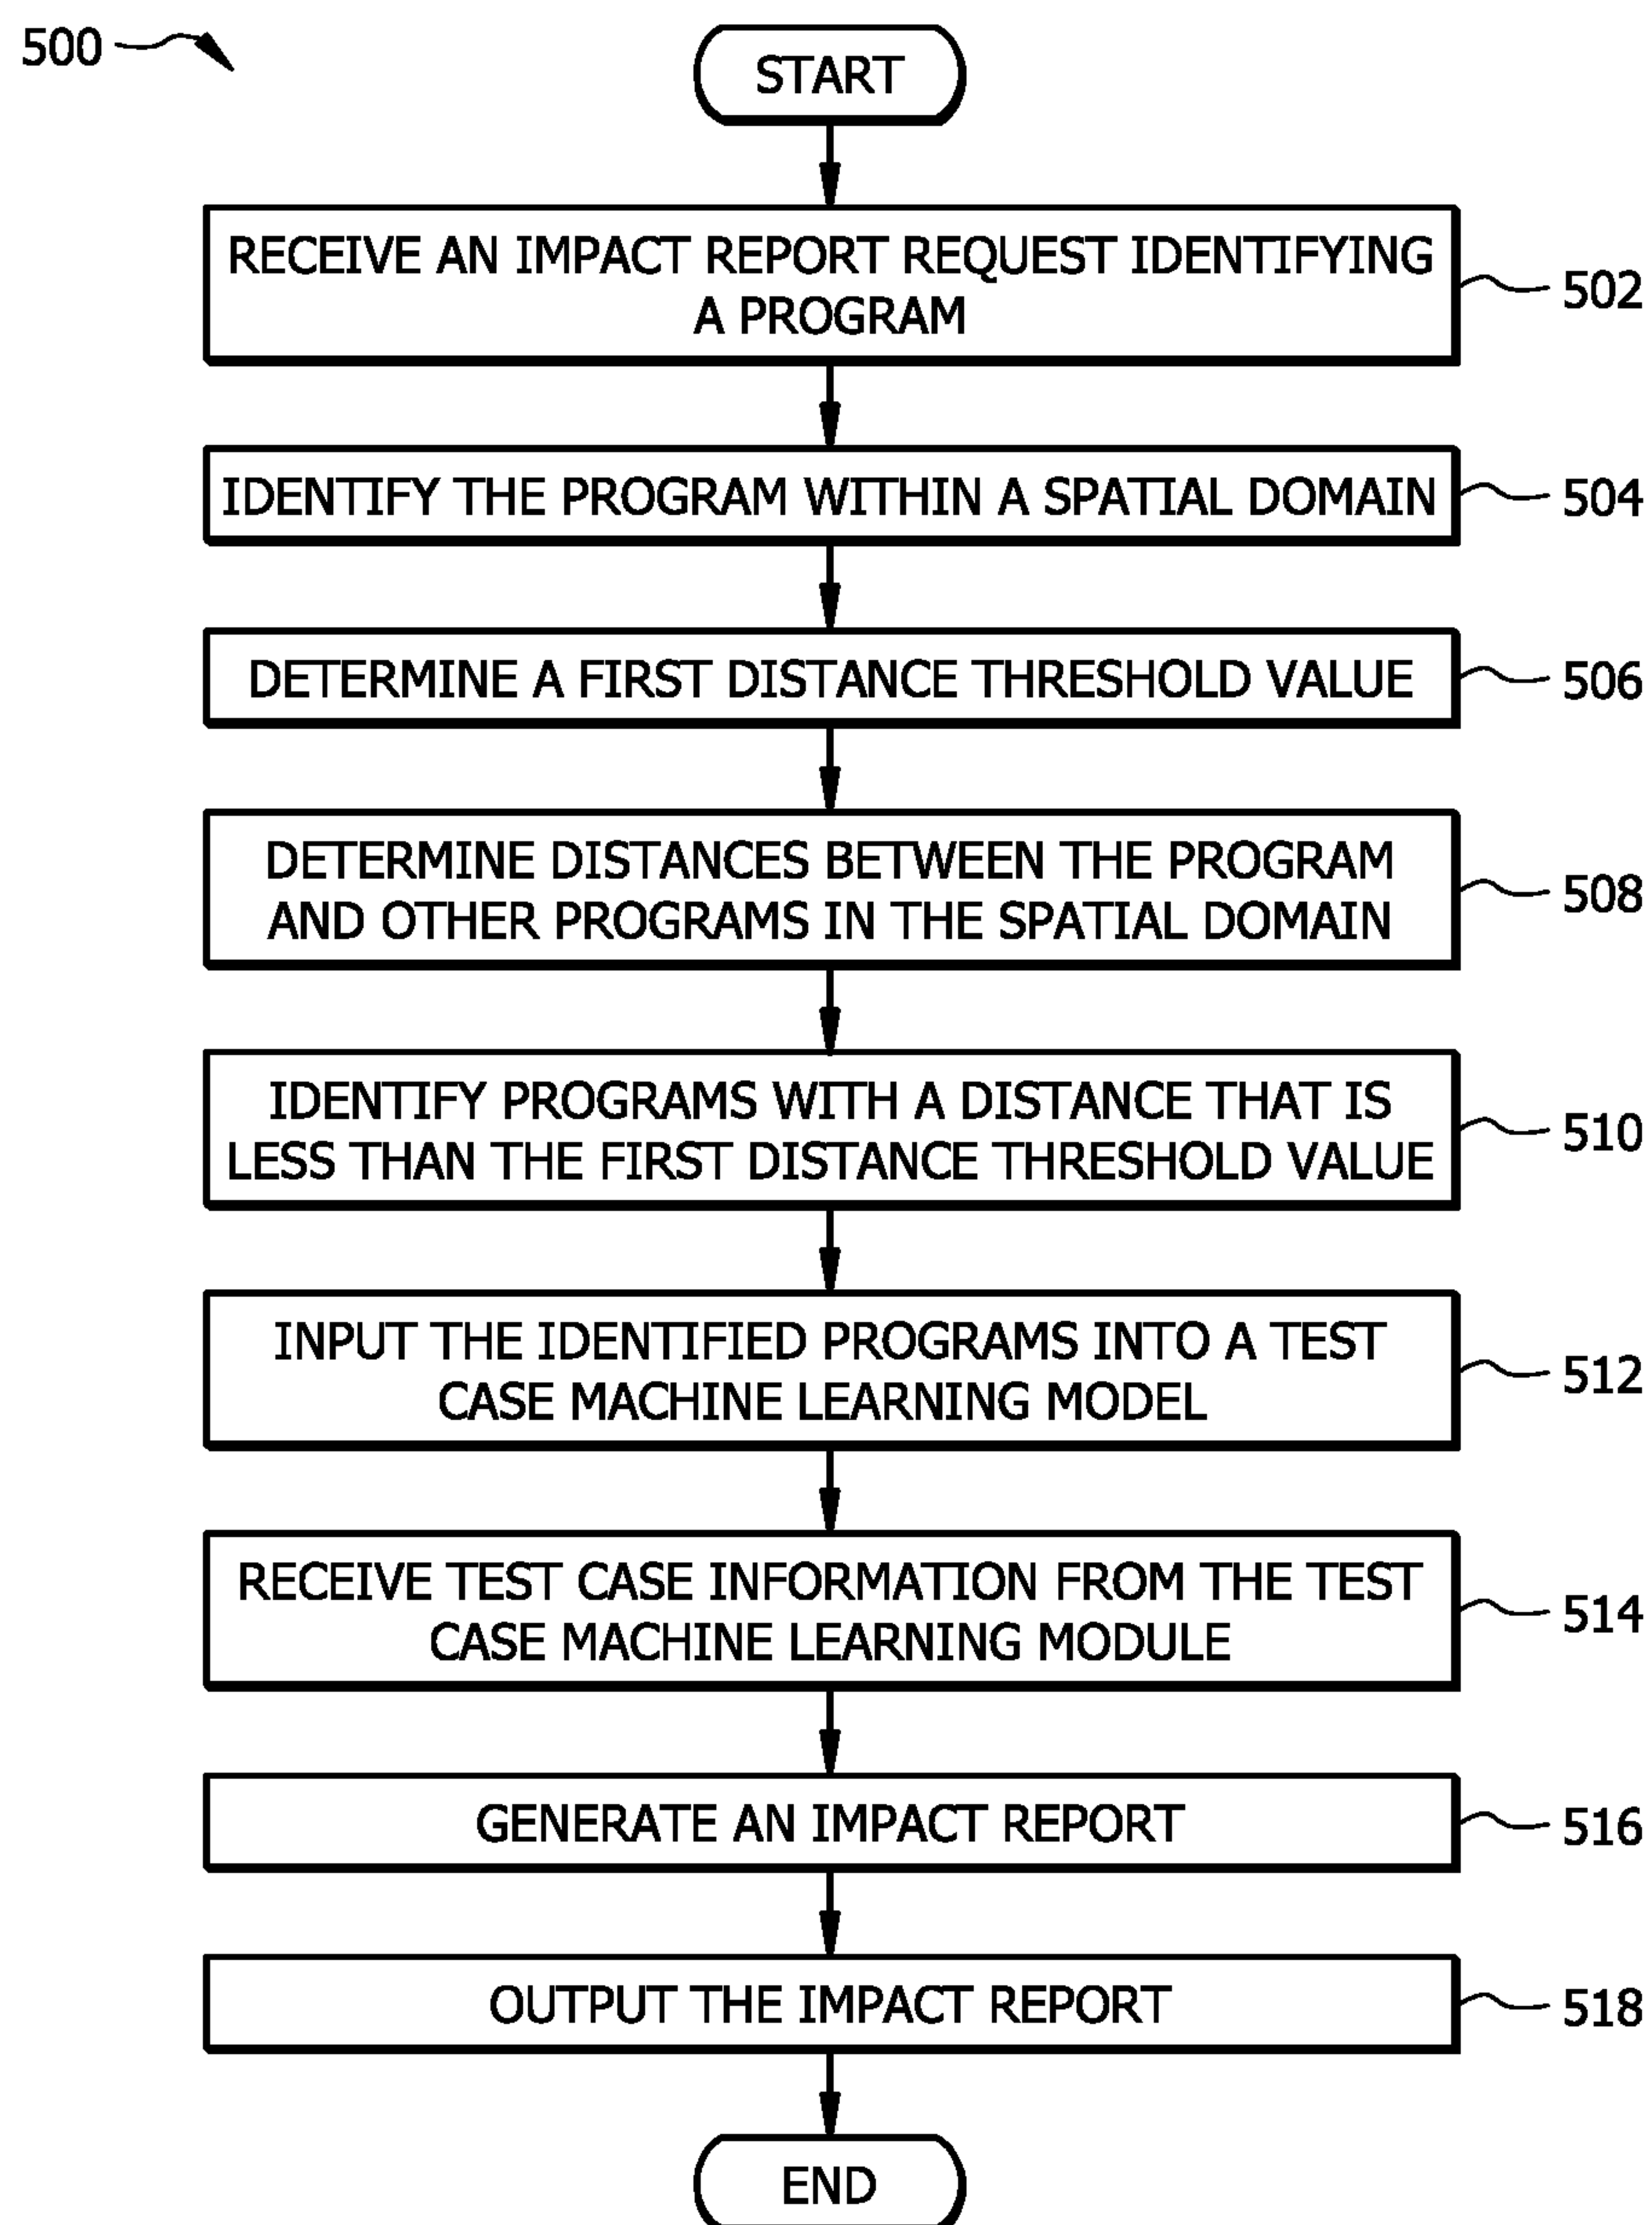 500
START
RECEIVE AN IMPACT REPORT REQUEST IDENTIFYING
A PROGRAM
502
IDENTIFY THE PROGRAM WITHIN A SPATIAL DOMAIN
504
DETERMINE A FIRST DISTANCE THRESHOLD VALUE
506
DETERMINE DISTANCES BETWEEN THE PROGRAM
AND OTHER PROGRAMS IN THE SPATIAL DOMAIN
508
IDENTIFY PROGRAMS WITH A DISTANCE THAT IS
LESS THAN THE FIRST DISTANCE THRESHOLD VALUE
510
INPUT THE IDENTIFIED PROGRAMS INTO A TEST
CASE MACHINE LEARNING MODEL
512
RECEIVE TEST CASE INFORMATION FROM THE TEST
CASE MACHINE LEARNING MODULE
514
GENERATE AN IMPACT REPORT
516
OUTPUT THE IMPACT REPORT
518
END